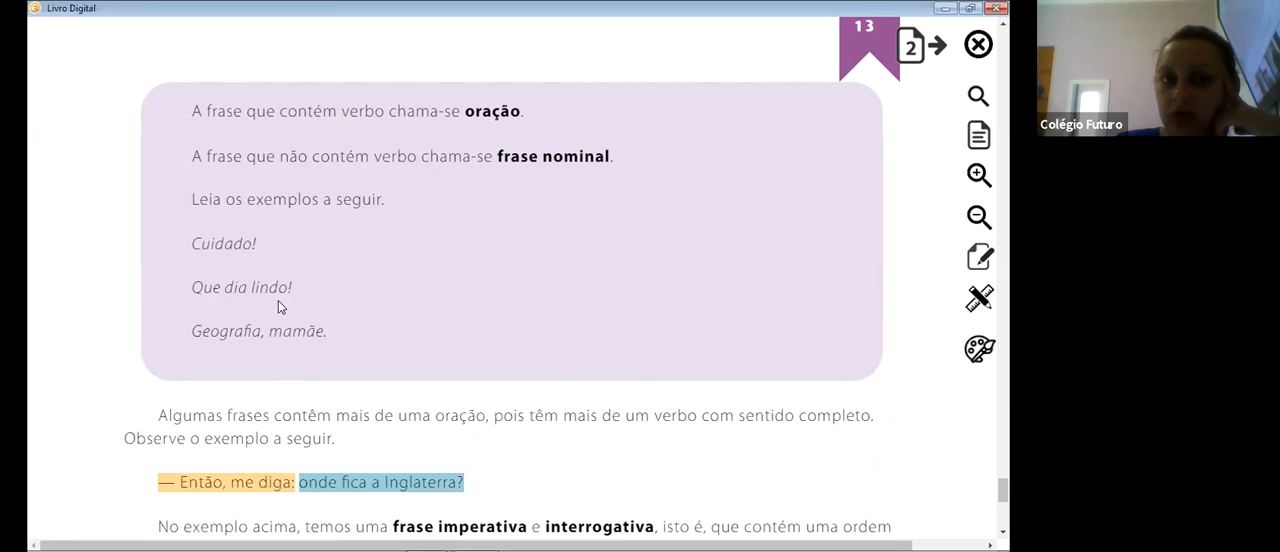 Livro Digital
13
2
A frase que contém verbo chama-se oração.
A frase que não contém verbo chama-se frase nominal.
Leia os exemplos a seguir.
Cuidado!
Que dia lindo!
Geografia, mamãe.
Algumas frases contêm mais de uma oração, pois têm mais de um verbo com sentido completo.
Observe o exemplo a seguir.
— Então, me diga: onde fica a Inglaterra?
No exemplo acima, temos uma frase imperativa e interrogativa, isto é, que contém uma ordem
Colégio Futuro